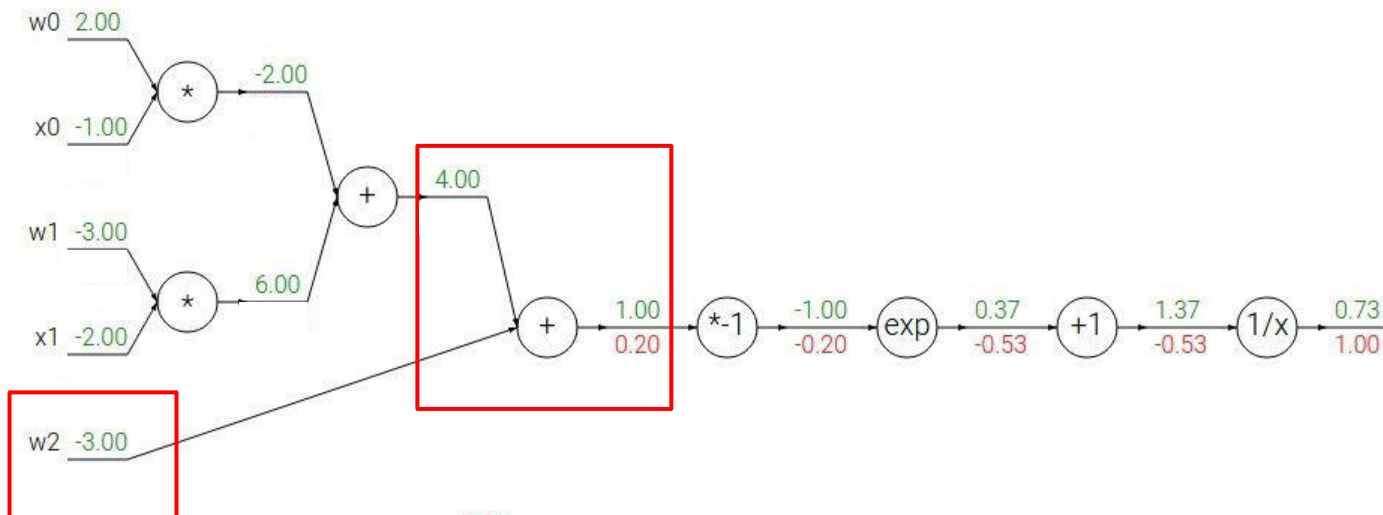 w0 2.00
-2.00
*
x0 -1.00
4.00
+
w1 -3.00
6.00
*
x1 -2.00
1.00 -1.00 0.37 1.37 0.73
+ *-1 exp +1 1/x
0.20 -0.20 -0.53 -0.53 1.00
w2 -3.00